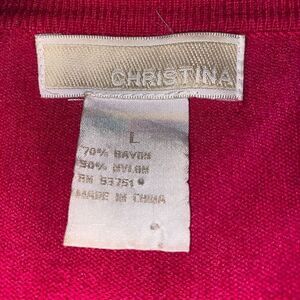 CHRISTINA
L
70% RAYON
30% NYLON
RN 53751
MADE IN CHINA